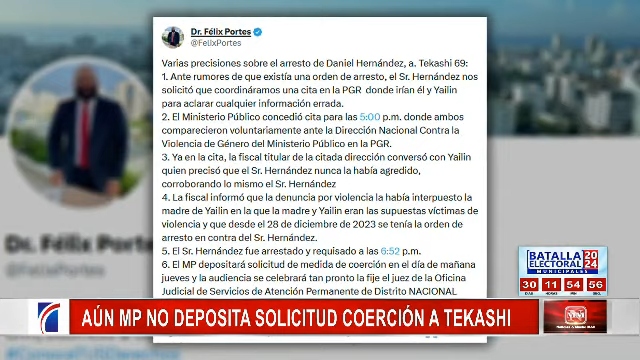 Dr. Félix Portes
@FelixPortes
Varias precisiones sobre el arresto de Daniel Hernández, a. Tekashi 69:
1. Ante rumores de que existía una orden de arresto, el Sr. Hernández nos
solicitó que coordináramos una cita en la PGR donde irían él y Yailin
para aclarar cualquier información errada.
2. El Ministerio Público concedió cita para las 5:00 p.m. donde ambos
comparecieron voluntariamente ante la Dirección Nacional Contra la
Violencia de Género del Ministerio Público en la PGR.
3. Ya en la cita, la fiscal titular de la citada dirección conversó con Yailin
quien precisó que el Sr. Hernández nunca la había agredido,
corroborando lo mismo el Sr. Hernández
4. La fiscal informó que la denuncia por violencia la había interpuesto la
madre de Yailin en la que la madre y Yailin eran las supuestas víctimas de
violencia y que desde el 28 de diciembre de 2023 se tenía la orden de
arresto en contra del Sr. Hernández.
5. El Sr. Hernández fue arrestado y requisado a las 6:52 p.m.
6. El MP depositará solicitud de medida de coerción en el día de mañana
jueves y la audiencia se celebrará tan pronto la fije el juez de la Oficina
Judicial de Servicios de Atención Permanente de Distrito NACIONAL
Dr. Félix Portes
@FelixPortes
BATALLA
ELECTORAL
2024
MUNICIPALES
30 11 54 56
DÍAS HORAS MIN SEG.
AÚN MP NO DEPOSITA SOLICITUD COERCIÓN A TEKASHI